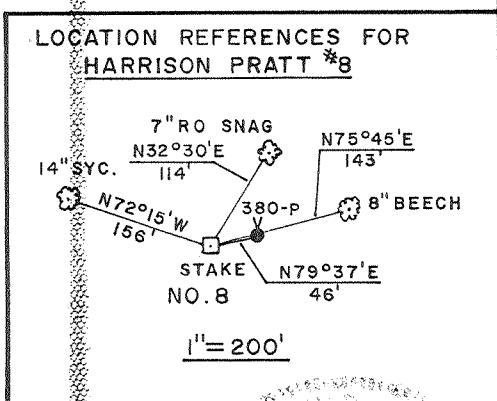 LOCATION REFERENCES FOR
HARRISON PRATT #8
7" RO SNAG
N32°30'E
114'
N75°45'E
143'
14" SYC.
N72°15'W
156'
380-P
8" BEECH
STAKE
NO. 8
N79°37'E
46'
1"= 200'